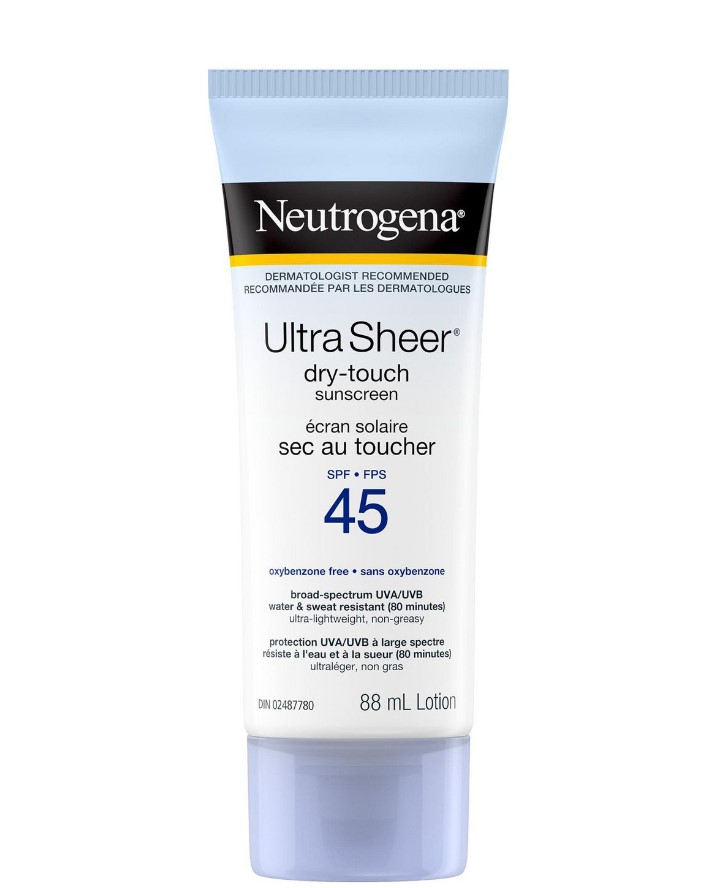 Neutrogena®
DERMATOLOGIST RECOMMENDED
RECOMMANDÉE PAR LES DERMATOLOGUES
Ultra Sheer®
dry-touch
sunscreen
écran solaire
sec au toucher
SPF • FPS
45
oxybenzone free • sans oxybenzone
broad-spectrum UVA/UVB
water & sweat resistant (80 minutes)
ultra-lightweight, non-greasy
protection UVA/UVB à large spectre
résiste à l'eau et à la sueur (80 minutes)
ultraléger, non gras
DIN 02487780 88 mL Lotion